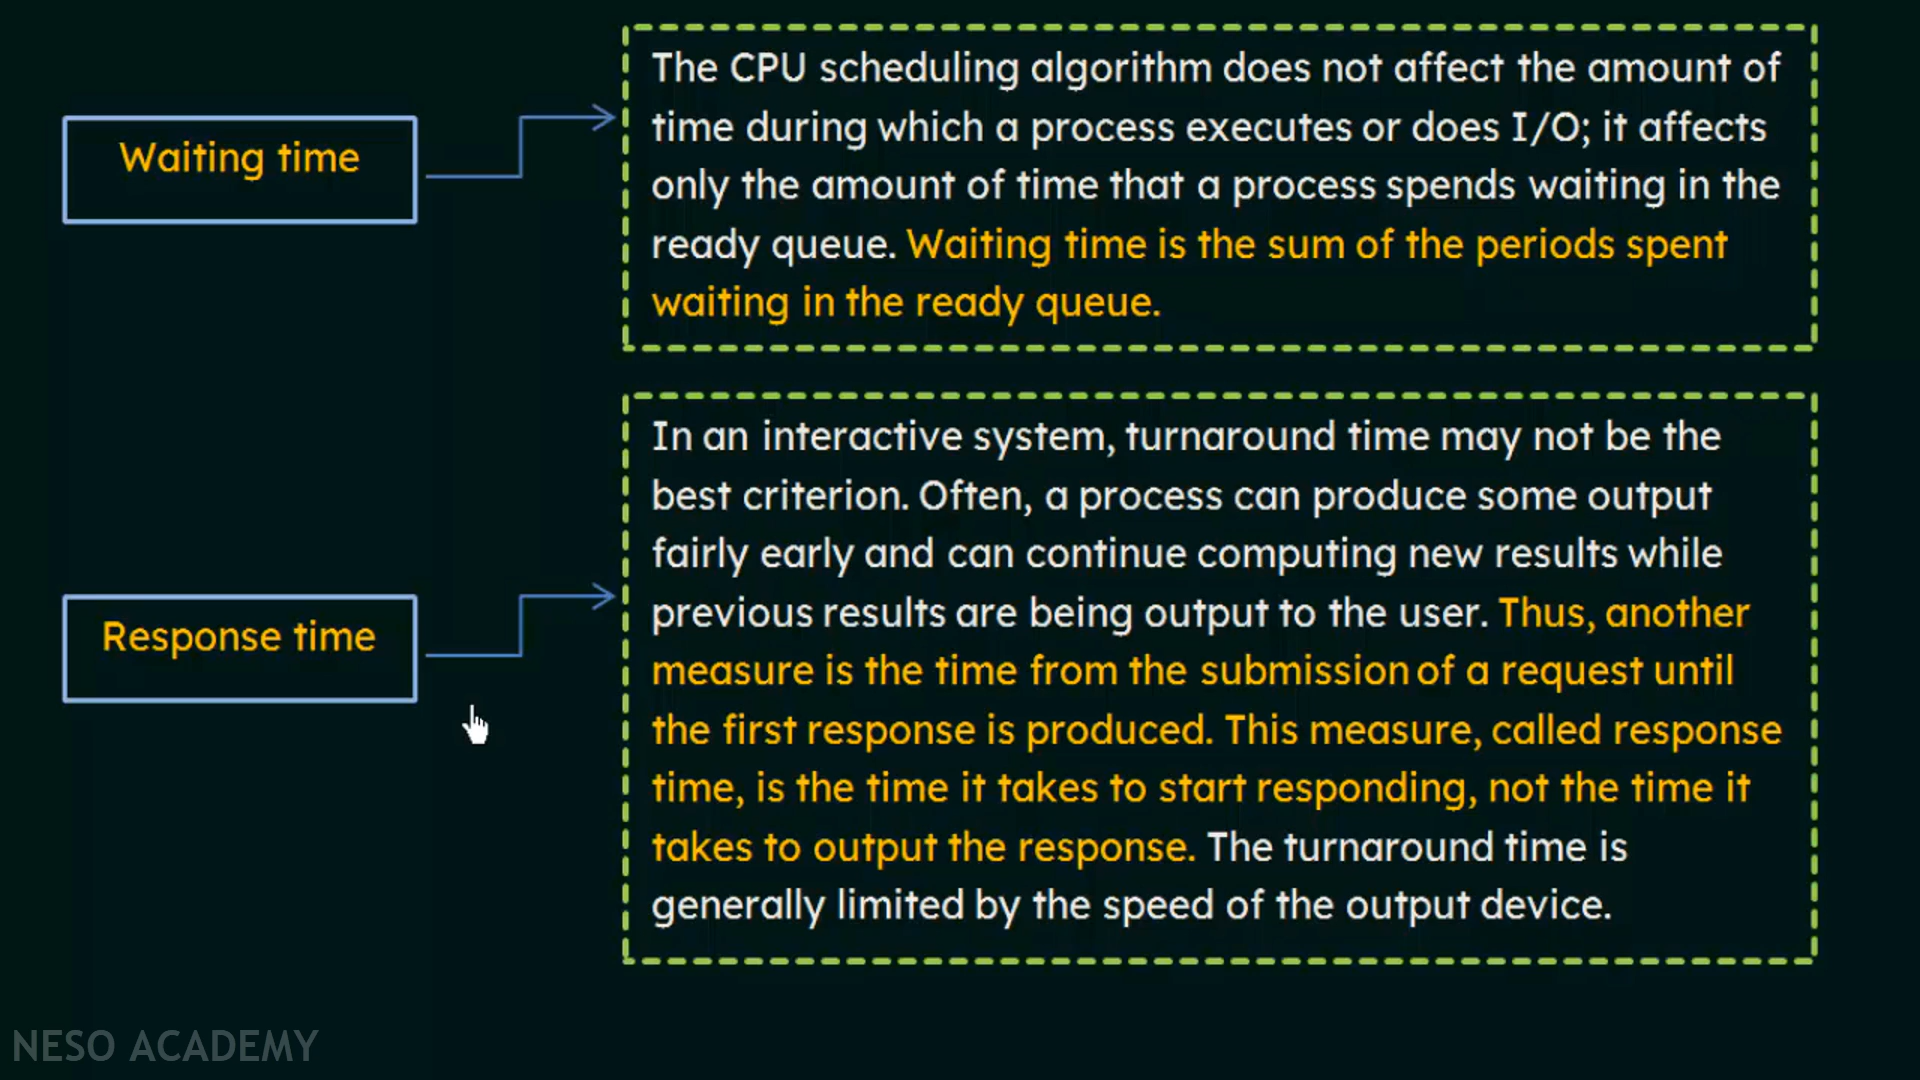 Waiting time
The CPU scheduling algorithm does not affect the amount of
time during which a process executes or does I/O; it affects
only the amount of time that a process spends waiting in the
ready queue. Waiting time is the sum of the periods spent
waiting in the ready queue.
Response time
In an interactive system, turnaround time may not be the
best criterion. Often, a process can produce some output
fairly early and can continue computing new results while
previous results are being output to the user. Thus, another
measure is the time from the submission of a request until
the first response is produced. This measure, called response
time, is the time it takes to start responding, not the time it
takes to output the response. The turnaround time is
generally limited by the speed of the output device.
NESO ACADEMY